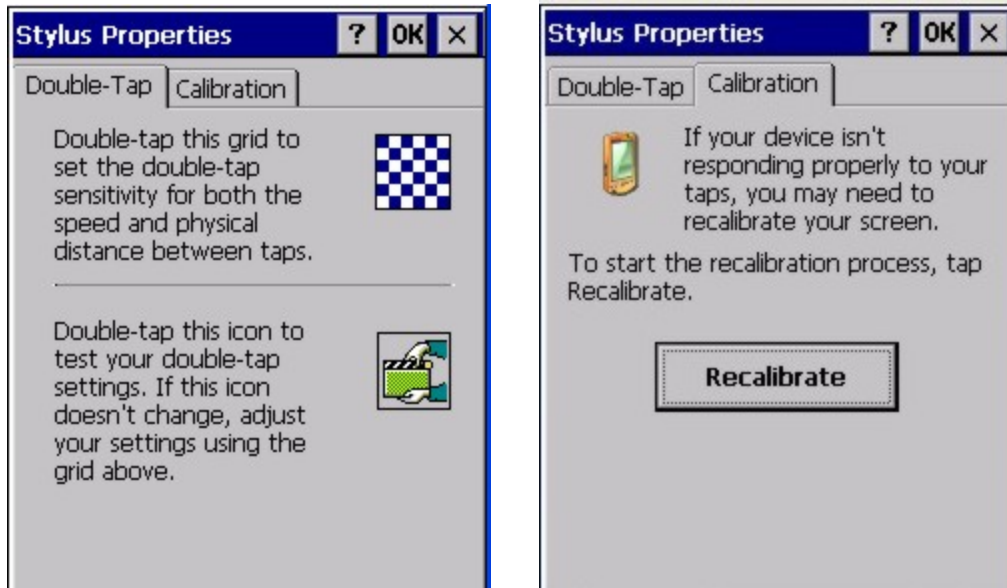 Stylus Properties ? OK ×
Double-Tap Calibration
Double-tap this grid to
set the double-tap
sensitivity for both the
speed and physical
distance between taps.
Double-tap this icon to
test your double-tap
settings. If this icon
doesn't change, adjust
your settings using the
grid above.
Stylus Properties ? OK ×
Double-Tap Calibration
If your device isn't
responding properly to your
taps, you may need to
recalibrate your screen.
To start the recalibration process, tap
Recalibrate.
Recalibrate